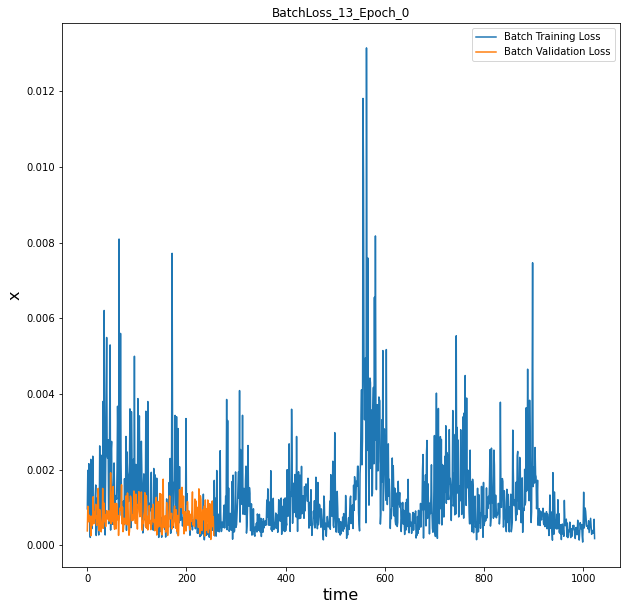 BatchLoss_13_Epoch_0
Batch Training Loss
Batch Validation Loss
0.012
0.010
0.008
0.006
0.004
0.002
0.000
x
0 200 400 600 800 1000
time